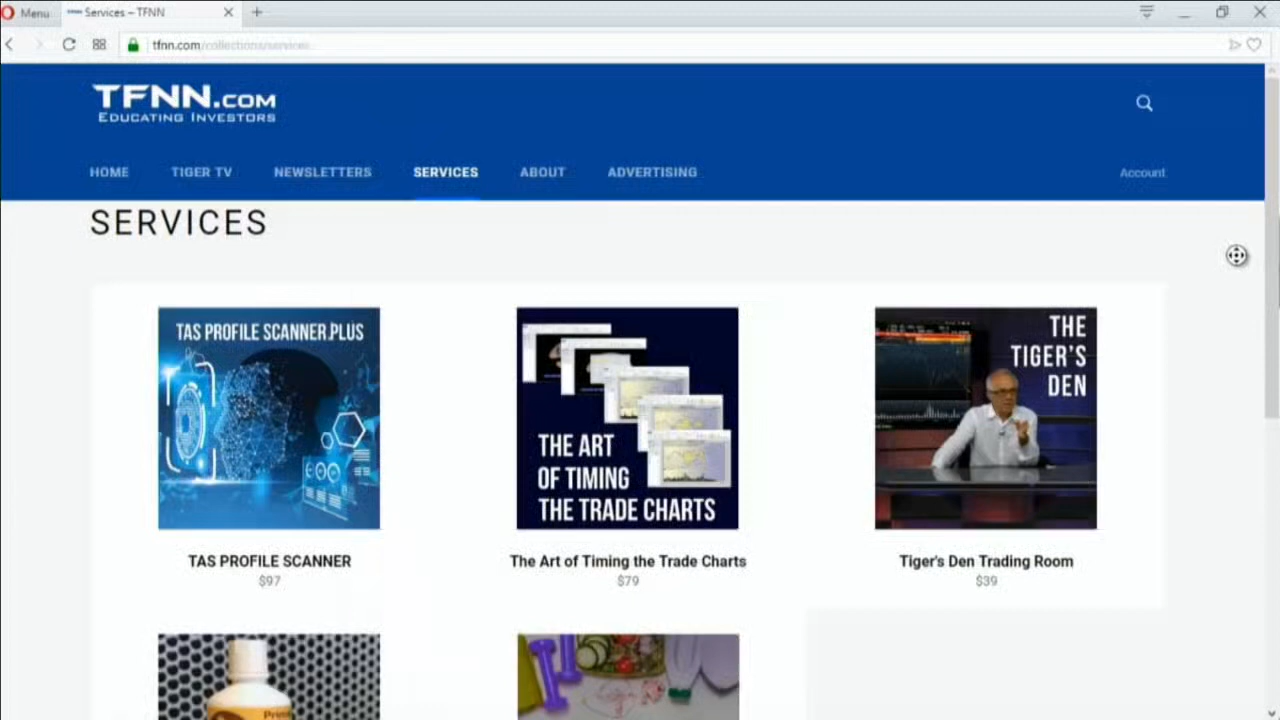 Menu
Services – TFNN
tfnn.com/collections/services
TFNN.COM
EDUCATING INVESTORS
HOME
TIGER TV
NEWSLETTERS
SERVICES
ABOUT
ADVERTISING
Account
SERVICES
TAS PROFILE SCANNER PLUS
THE ART
OF TIMING
THE TRADE CHARTS
THE
TIGER'S
DEN
TAS PROFILE SCANNER
$97
The Art of Timing the Trade Charts
$79
Tiger's Den Trading Room
$39